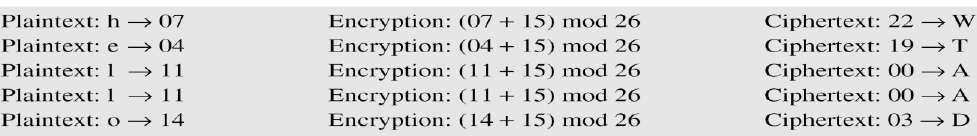 Plaintext: h → 07 Encryption: (07 + 15) mod 26 Ciphertext: 22 → W
Plaintext: e → 04 Encryption: (04 + 15) mod 26 Ciphertext: 19 → T
Plaintext: l → 11 Encryption: (11 + 15) mod 26 Ciphertext: 00 → A
Plaintext: l → 11 Encryption: (11 + 15) mod 26 Ciphertext: 00 → A
Plaintext: o → 14 Encryption: (14 + 15) mod 26 Ciphertext: 03 → D